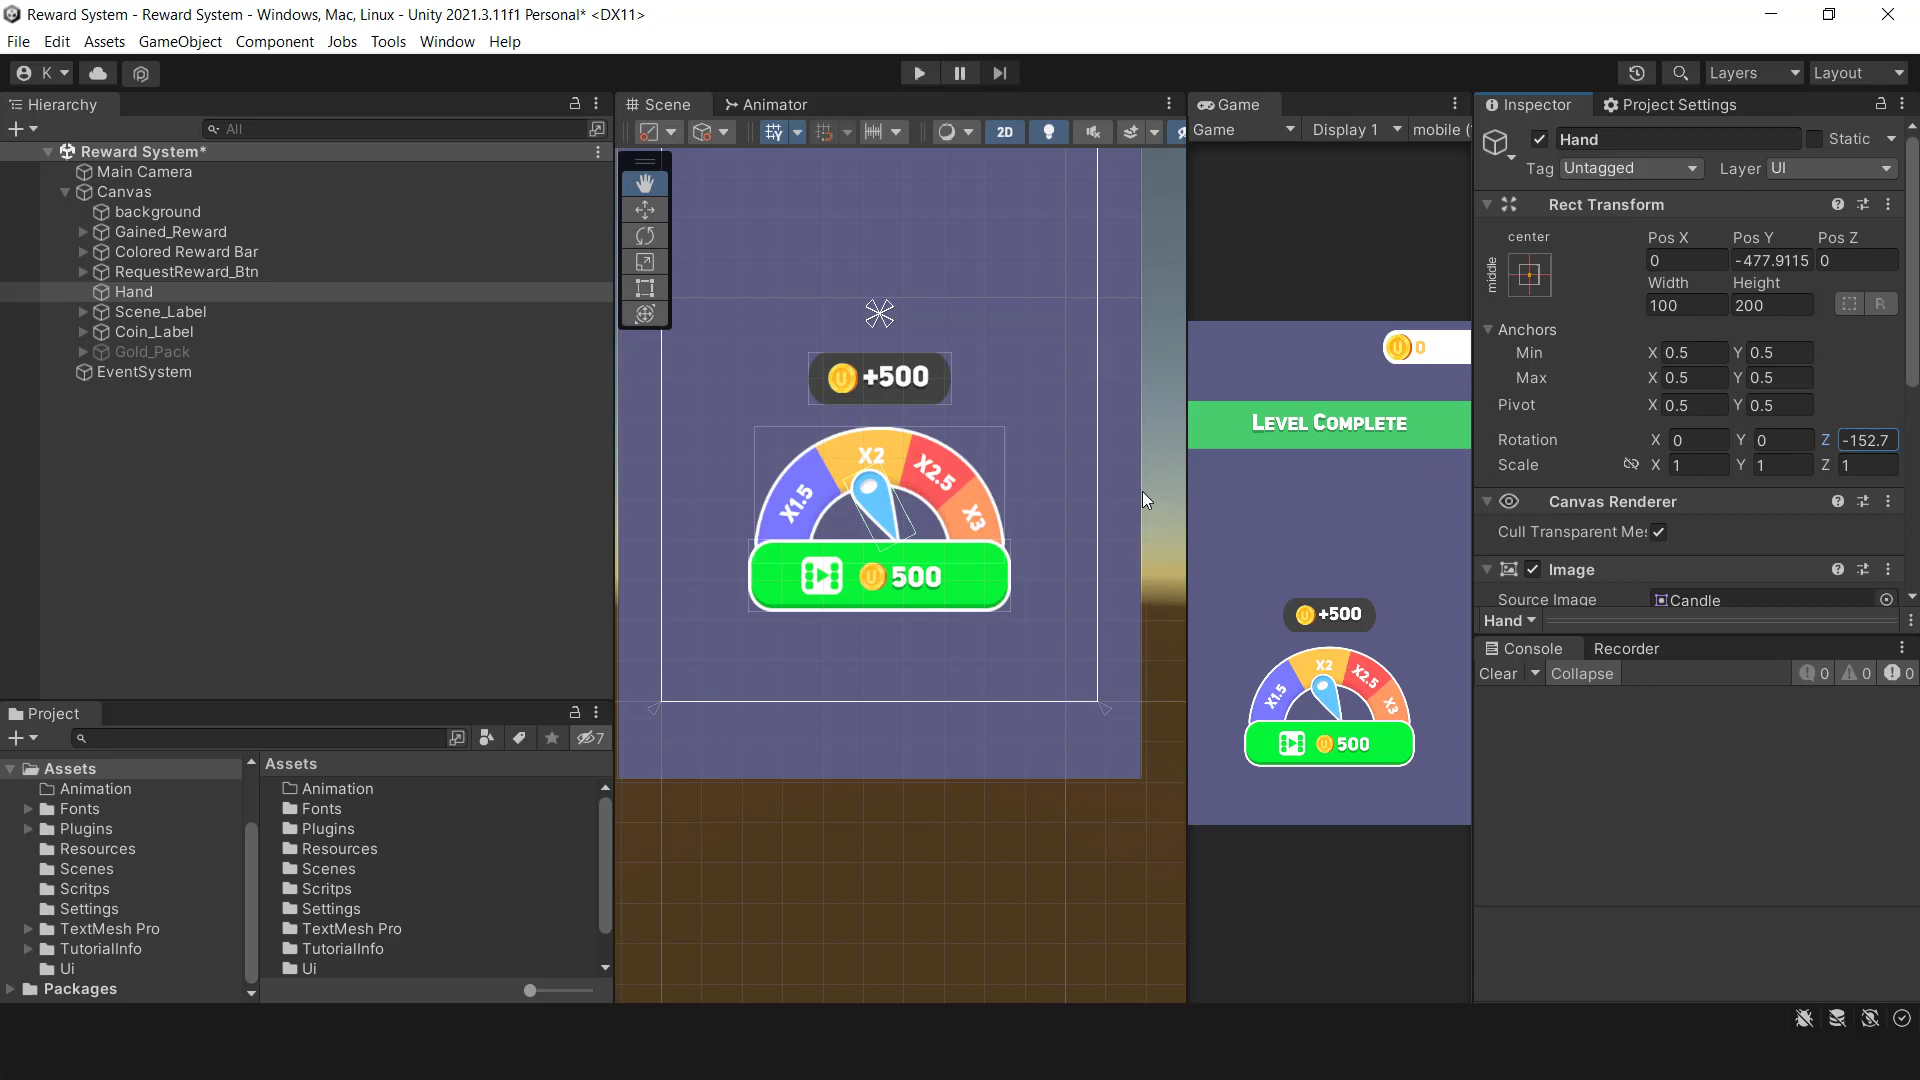 Reward System - Reward System - Windows, Mac, Linux - Unity 2021.3.11f1 Personal* <DX11>
File Edit Assets GameObject Component Jobs Tools Window Help
K
Layers
Layout
Hierarchy
All
Reward System*
Main Camera
Canvas
background
Gained_Reward
Colored Reward Bar
RequestReward_Btn
Hand
Scene_Label
Coin_Label
Gold_Pack
EventSystem
Scene
Animator
2D
+500
X1.5
X2
X2.5
X3
500
Game
Game
Display 1
mobile (
0
LEVEL COMPLETE
+500
X1.5
X2
X2.5
X3
500
Inspector
Project Settings
Hand
Static
Tag Untagged
Layer UI
Rect Transform
center
middle
Pos X Pos Y Pos Z
0 -477.9115 0
Width Height
100 200
R
Anchors
Min X 0.5 Y 0.5
Max X 0.5 Y 0.5
Pivot X 0.5 Y 0.5
Rotation X 0 Y 0 Z -152.7
Scale X 1 Y 1 Z 1
Canvas Renderer
Cull Transparent Me
Image
Source Image Candle
Hand
Console
Recorder
Clear
Collapse
0 0 0
Project
7
Assets
Animation
Fonts
Plugins
Resources
Scenes
Scritps
Settings
TextMesh Pro
TutorialInfo
Ui
Packages
Assets
Animation
Fonts
Plugins
Resources
Scenes
Scritps
Settings
TextMesh Pro
TutorialInfo
Ui